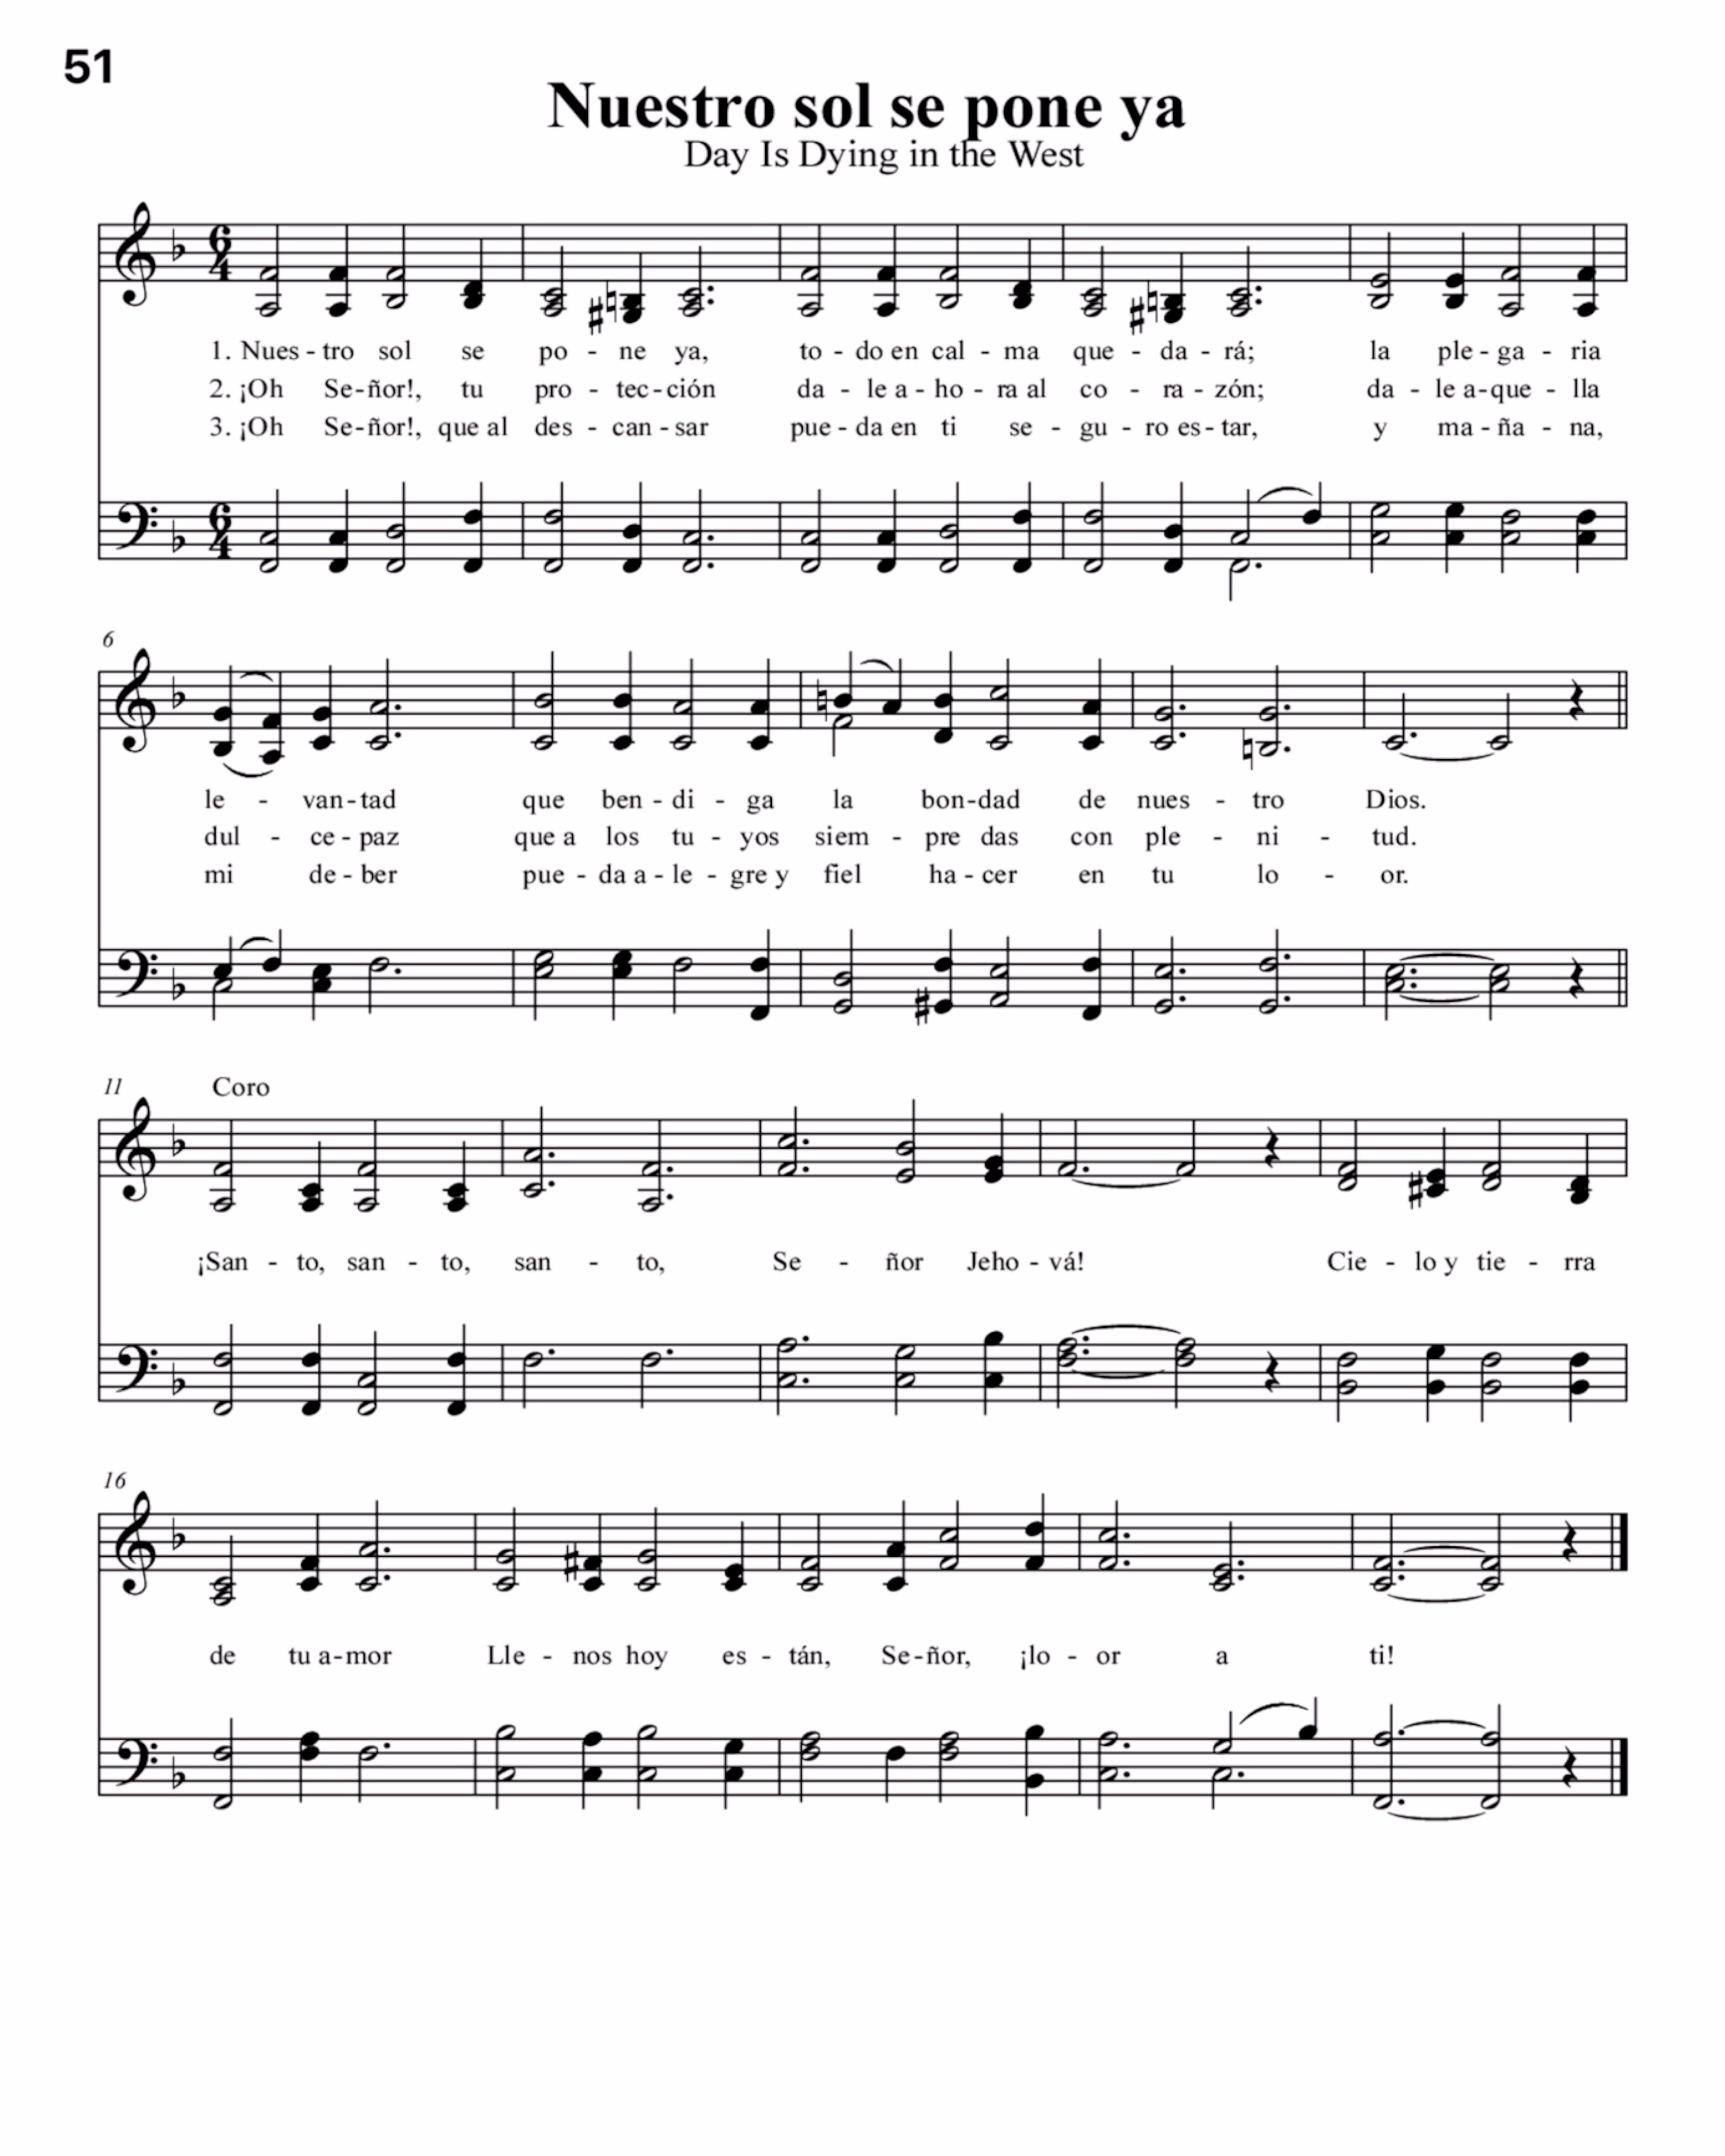 51
Nuestro sol se pone ya
Day Is Dying in the West
1. Nues - tro sol se po - ne ya, to - do en cal - ma que - da - rá; la ple - ga - ria
2. ¡Oh Se - ñor!, tu pro - tec - ción da - le a - ho - ra al co - ra - zón; da - le a - que - lla
3. ¡Oh Se - ñor!, que al des - can - sar pue - da en ti se - gu - ro es - tar, y ma - ña - na,
6
le - van - tad que ben - di - ga la bon - dad de nues - tro Dios.
dul - ce - paz que a los tu - yos siem - pre das con ple - ni - tud.
mi de - ber pue - da a - le - gre y fiel ha - cer en tu lo - or.
11 Coro
¡San - to, san - to, san - to, Se - ñor Jeho - vá! Cie - lo y tie - rra
16
de tu a - mor Lle - nos hoy es - tán, Se - ñor, ¡lo - or a ti!